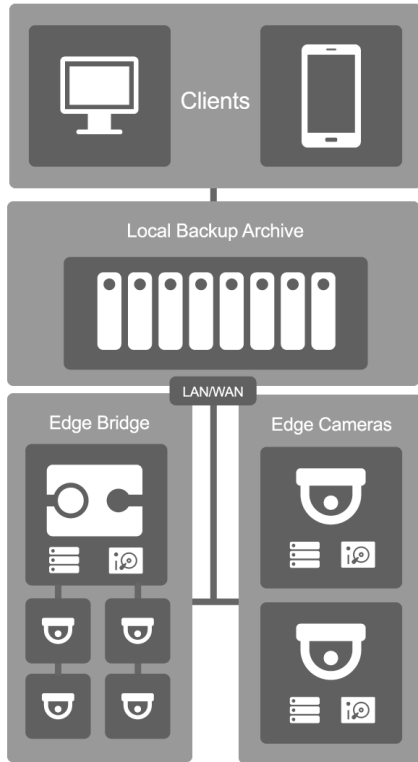 Clients
Local Backup Archive
LAN/WAN
Edge Bridge
Edge Cameras